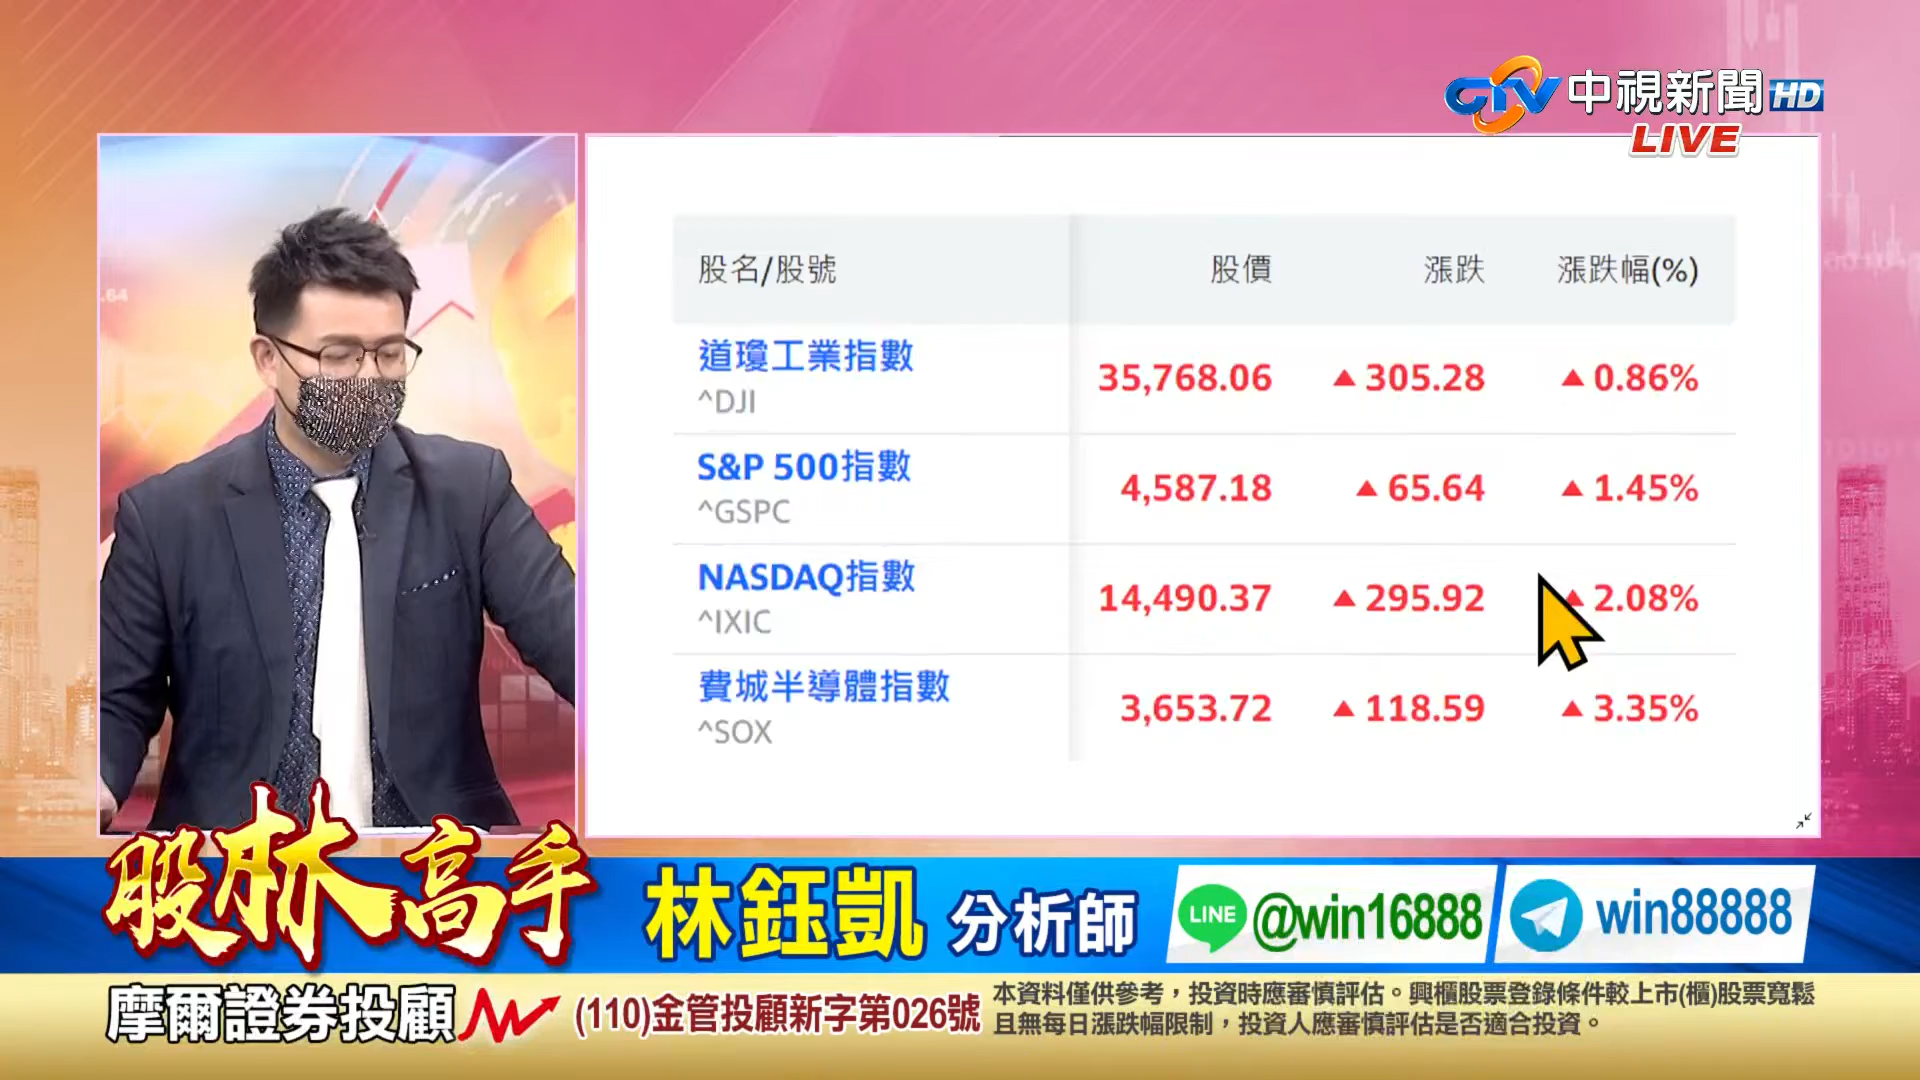 CTV 中視新聞 HD
LIVE
.64
股名/股號 股價 漲跌 漲跌幅(%)
道瓊工業指數 35,768.06 ▲305.28 ▲0.86%
^DJI
S&P 500指數 4,587.18 ▲65.64 ▲1.45%
^GSPC
NASDAQ指數 14,490.37 ▲295.92 ▲2.08%
^IXIC
費城半導體指數 3,653.72 ▲118.59 ▲3.35%
^SOX
股林高手
林鈺凱 分析師
LINE @win16888
win88888
摩爾證券投顧
(110)金管投顧新字第026號
本資料僅供參考，投資時應審慎評估。興櫃股票登錄條件較上市(櫃)股票寬鬆
且無每日漲跌幅限制，投資人應審慎評估是否適合投資。